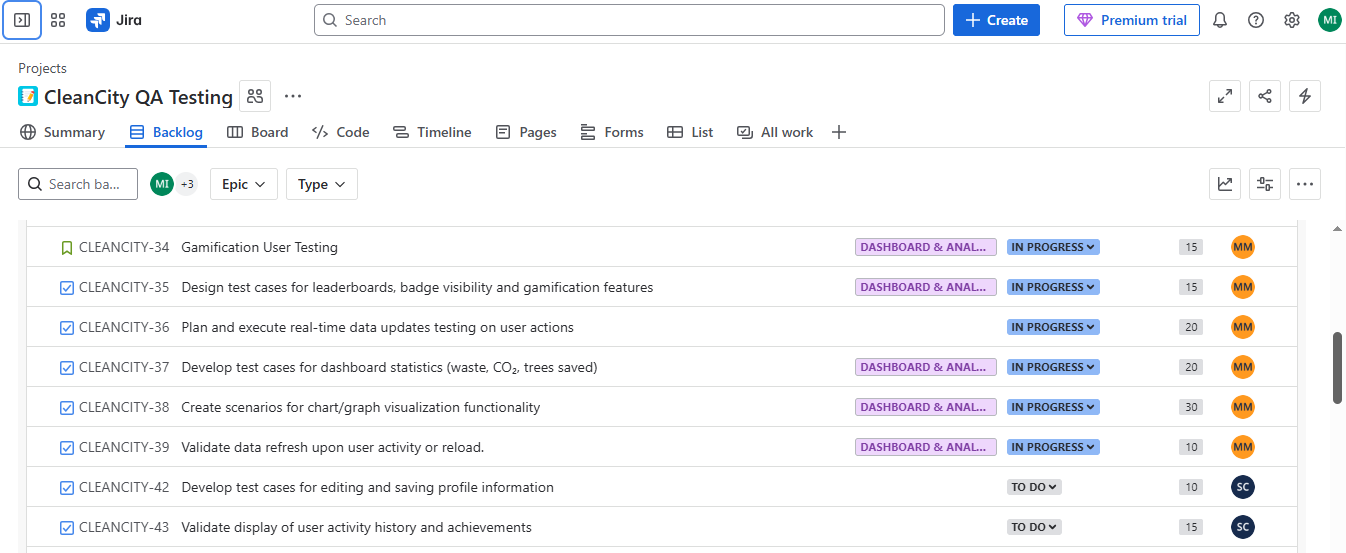 Jira
Search
Create
Premium trial
MI
Projects
CleanCity QA Testing
Summary
Backlog
Board
Code
Timeline
Pages
Forms
List
All work
Search ba...
MI
+3
Epic
Type
CLEANCITY-34 Gamification User Testing DASHBOARD & ANAL... IN PROGRESS 15 MM
CLEANCITY-35 Design test cases for leaderboards, badge visibility and gamification features DASHBOARD & ANAL... IN PROGRESS 15 MM
CLEANCITY-36 Plan and execute real-time data updates testing on user actions IN PROGRESS 20 MM
CLEANCITY-37 Develop test cases for dashboard statistics (waste, CO₂, trees saved) DASHBOARD & ANAL... IN PROGRESS 20 MM
CLEANCITY-38 Create scenarios for chart/graph visualization functionality DASHBOARD & ANAL... IN PROGRESS 30 MM
CLEANCITY-39 Validate data refresh upon user activity or reload. DASHBOARD & ANAL... IN PROGRESS 10 MM
CLEANCITY-42 Develop test cases for editing and saving profile information TO DO 10 SC
CLEANCITY-43 Validate display of user activity history and achievements TO DO 15 SC